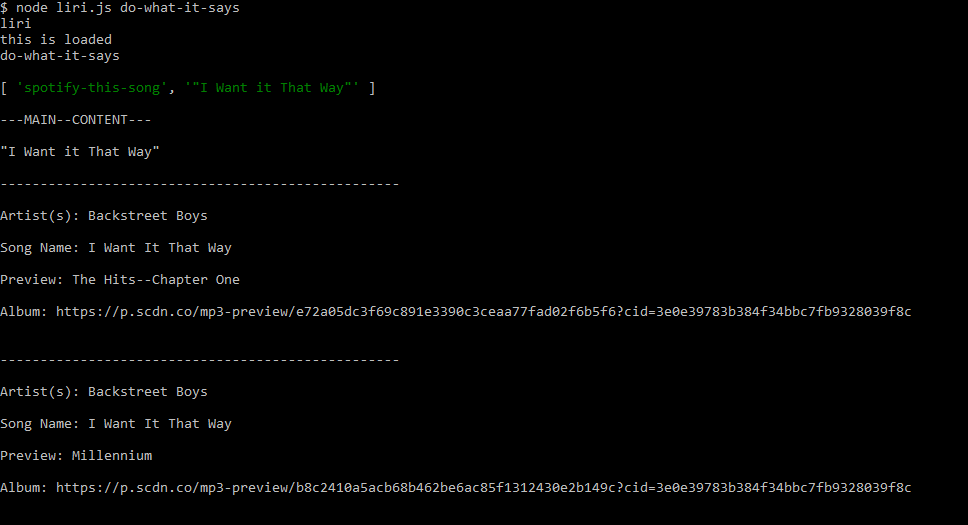 $ node liri.js do-what-it-says
liri
this is loaded
do-what-it-says
[ 'spotify-this-song', '"I Want it That Way"' ]
---MAIN--CONTENT---
"I Want it That Way"
--------------------------------------------------
Artist(s): Backstreet Boys
Song Name: I Want It That Way
Preview: The Hits--Chapter One
Album: https://p.scdn.co/mp3-preview/e72a05dc3f69c891e3390c3ceaa77fad02f6b5f6?cid=3e0e39783b384f34bbc7fb9328039f8c
--------------------------------------------------
Artist(s): Backstreet Boys
Song Name: I Want It That Way
Preview: Millennium
Album: https://p.scdn.co/mp3-preview/b8c2410a5acb68b462be6ac85f1312430e2b149c?cid=3e0e39783b384f34bbc7fb9328039f8c